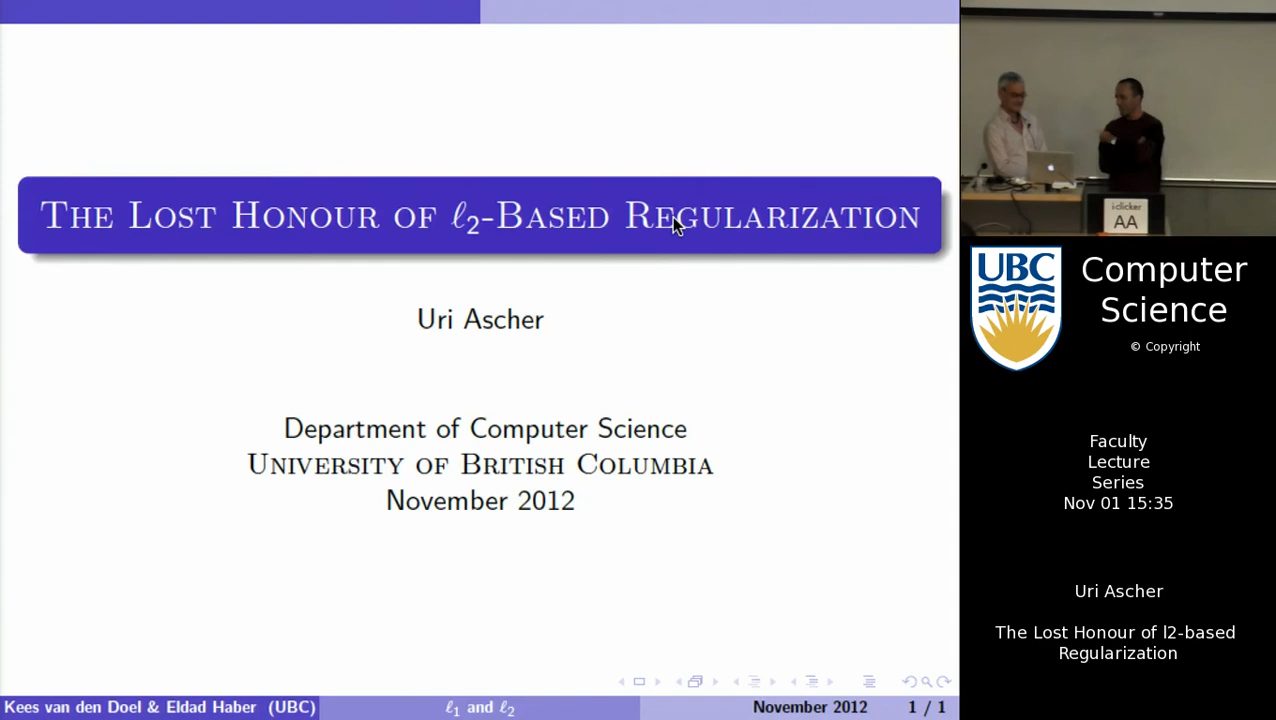 The Lost Honour of ℓ2-Based Regularization
Uri Ascher
Department of Computer Science
University of British Columbia
November 2012
Kees van den Doel & Eldad Haber (UBC)
ℓ1 and ℓ2
November 2012
1 / 1
i-clicker
AA
UBC
Computer
Science
© Copyright
Faculty
Lecture
Series
Nov 01 15:35
Uri Ascher
The Lost Honour of l2-based
Regularization